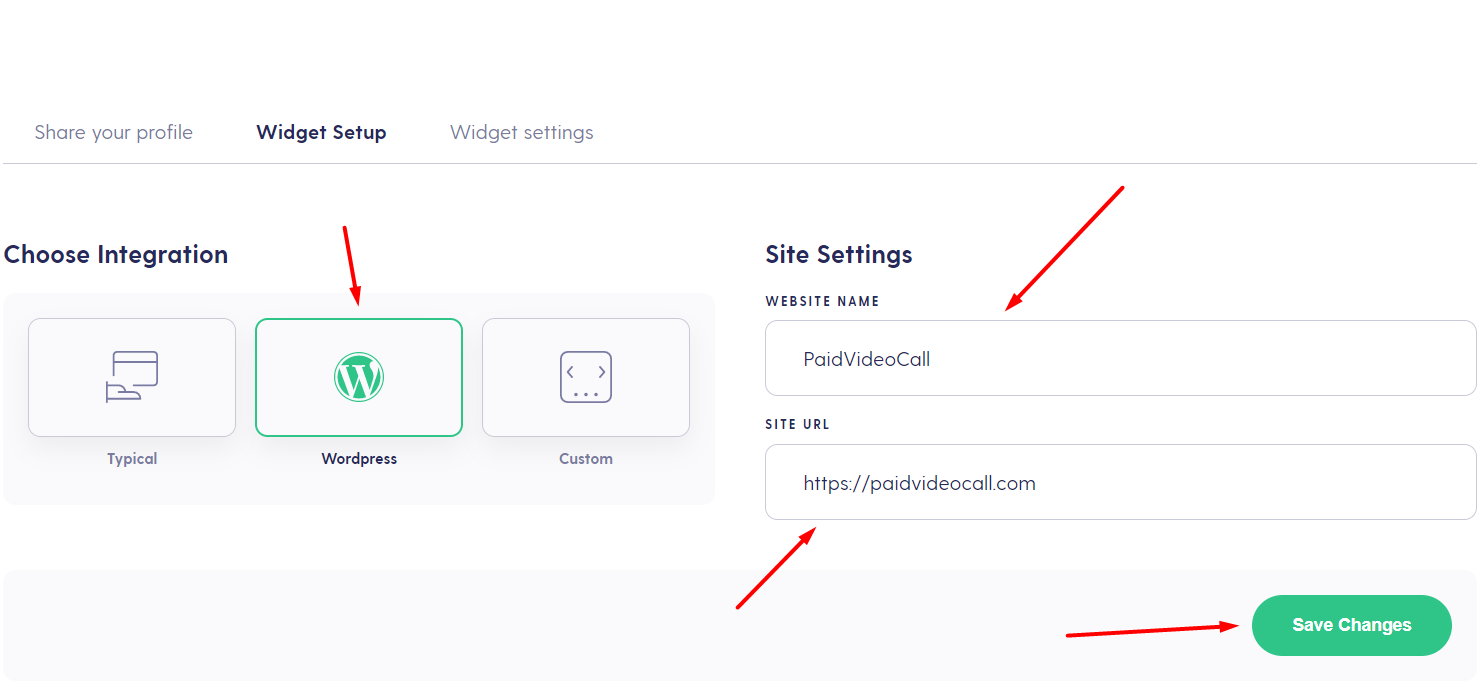 Share your profile
Widget Setup
Widget settings
Choose Integration
Typical
Wordpress
Custom
Site Settings
WEBSITE NAME
PaidVideoCall
SITE URL
https://paidvideocall.com
Save Changes